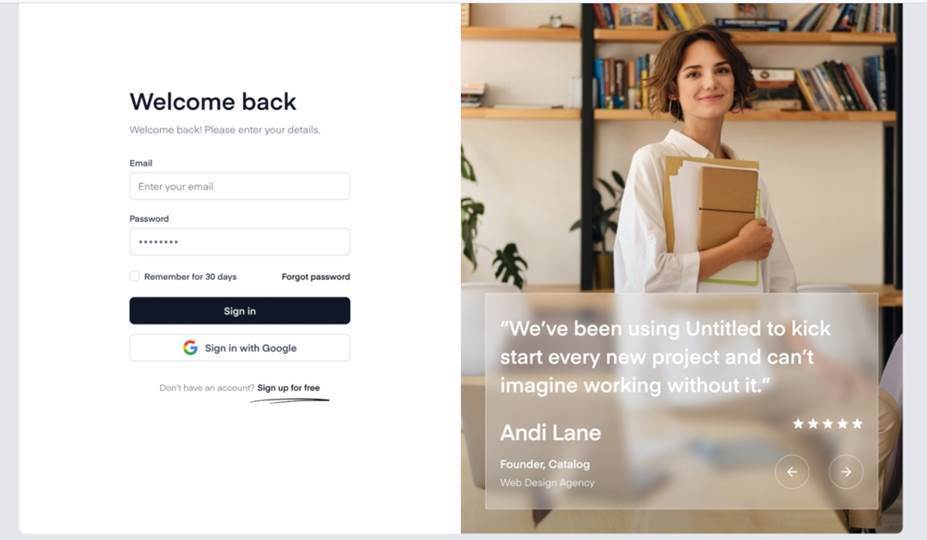 Welcome back
Welcome back! Please enter your details.
Email
Enter your email
Password
••••••••
Remember for 30 days
Forgot password
Sign in
Sign in with Google
Don't have an account? Sign up for free
“We’ve been using Untitled to kick
start every new project and can’t
imagine working without it.”
Andi Lane
Founder, Catalog
Web Design Agency